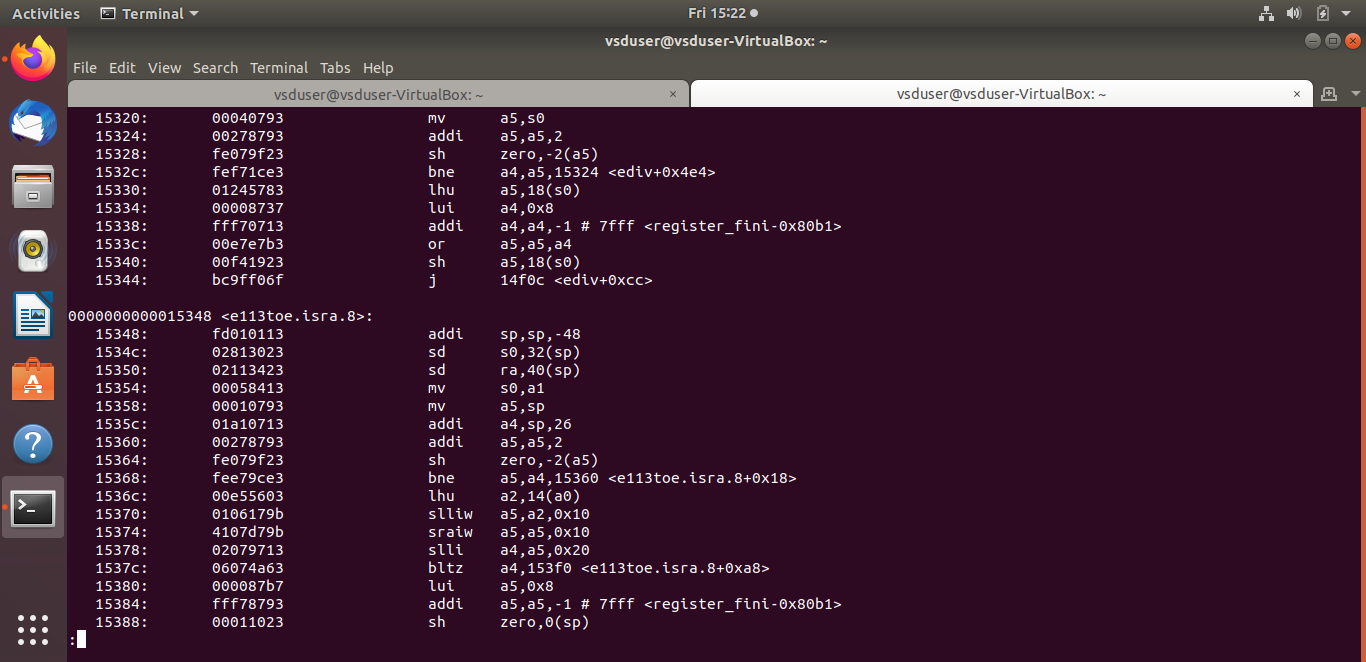 Activities Terminal Fri 15:22
vsduser@vsduser-VirtualBox: ~
File Edit View Search Terminal Tabs Help
vsduser@vsduser-VirtualBox: ~ × vsduser@vsduser-VirtualBox: ~ ×
15320: 00040793 mv a5,s0
15324: 00278793 addi a5,a5,2
15328: fe079f23 sh zero,-2(a5)
1532c: fef71ce3 bne a4,a5,15324 <ediv+0x4e4>
15330: 01245783 lhu a5,18(s0)
15334: 00008737 lui a4,0x8
15338: fff70713 addi a4,a4,-1 # 7fff <register_fini-0x80b1>
1533c: 00e7e7b3 or a5,a5,a4
15340: 00f41923 sh a5,18(s0)
15344: bc9ff06f j 14f0c <ediv+0xcc>
0000000000015348 <e113toe.isra.8>:
15348: fd010113 addi sp,sp,-48
1534c: 02813023 sd s0,32(sp)
15350: 02113423 sd ra,40(sp)
15354: 00058413 mv s0,a1
15358: 00010793 mv a5,sp
1535c: 01a10713 addi a4,sp,26
15360: 00278793 addi a5,a5,2
15364: fe079f23 sh zero,-2(a5)
15368: fee79ce3 bne a5,a4,15360 <e113toe.isra.8+0x18>
1536c: 00e55603 lhu a2,14(a0)
15370: 0106179b slliw a5,a2,0x10
15374: 4107d79b sraiw a5,a5,0x10
15378: 02079713 slli a4,a5,0x20
1537c: 06074a63 bltz a4,153f0 <e113toe.isra.8+0xa8>
15380: 000087b7 lui a5,0x8
15384: fff78793 addi a5,a5,-1 # 7fff <register_fini-0x80b1>
15388: 00011023 sh zero,0(sp)
: